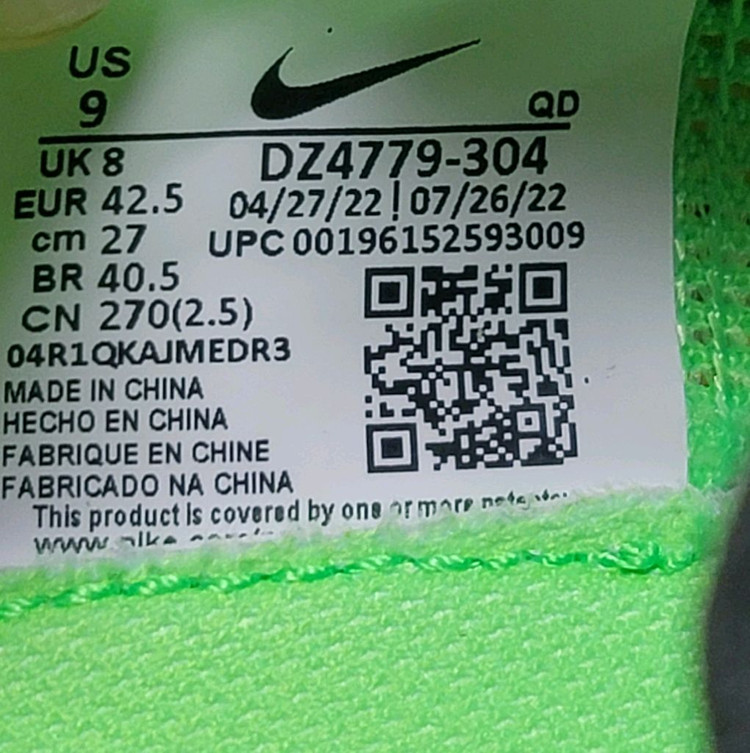 US
9
QD
UK 8
DZ4779-304
EUR 42.5
04/27/22 | 07/26/22
cm 27
UPC 00196152593009
BR 40.5
CN 270(2.5)
04R1QKAJMEDR3
MADE IN CHINA
HECHO EN CHINA
FABRIQUE EN CHINE
FABRICADO NA CHINA
This product is covered by one or more